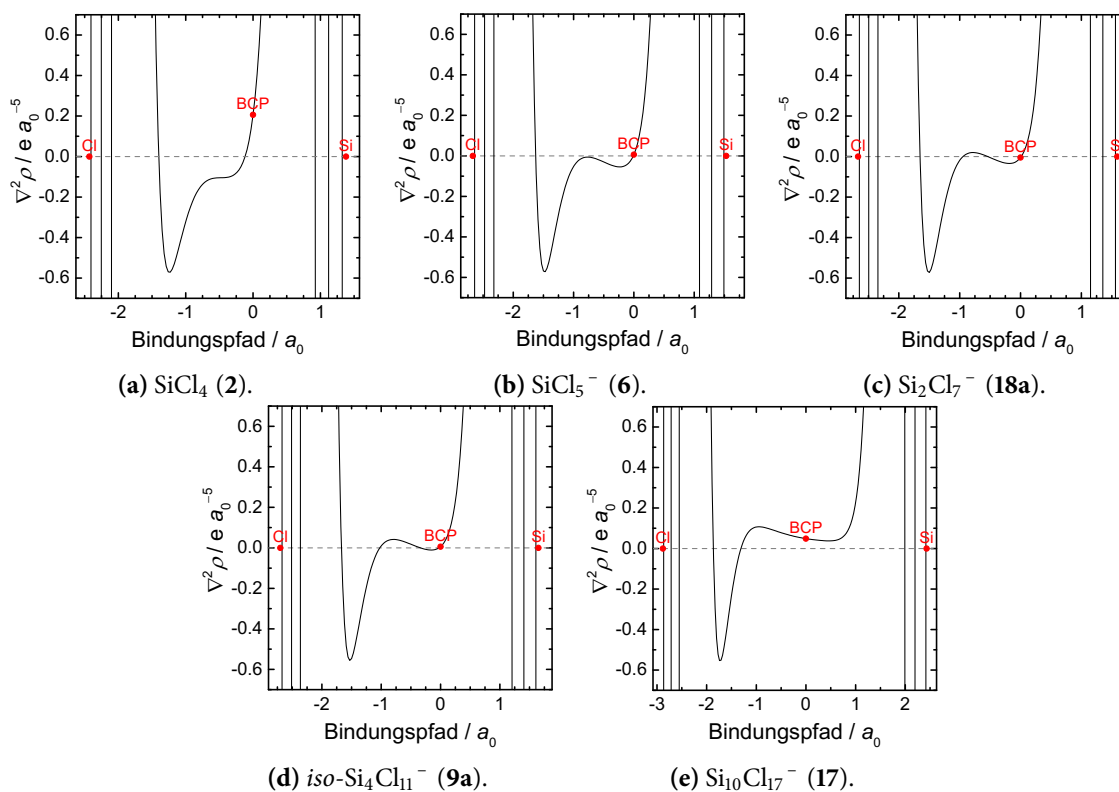 0.6
0.4
0.2
0.0
-0.2
-0.4
-0.6
∇²ρ / e a₀⁻⁵
Cl
BCP
Si
-2
-1
0
1
Bindungspfad / a₀
(a) SiCl₄ (2).
0.6
0.4
0.2
0.0
-0.2
-0.4
-0.6
∇²ρ / e a₀⁻⁵
Cl
BCP
Si
-2
-1
0
1
Bindungspfad / a₀
(b) SiCl₅⁻ (6).
0.6
0.4
0.2
0.0
-0.2
-0.4
-0.6
∇²ρ / e a₀⁻⁵
Cl
BCP
S
-2
-1
0
1
Bindungspfad / a₀
(c) Si₂Cl₇⁻ (18a).
0.6
0.4
0.2
0.0
-0.2
-0.4
-0.6
∇²ρ / e a₀⁻⁵
Cl
BCP
Si
-2
-1
0
1
Bindungspfad / a₀
(d) iso-Si₄Cl₁₁⁻ (9a).
0.6
0.4
0.2
0.0
-0.2
-0.4
-0.6
∇²ρ / e a₀⁻⁵
Cl
BCP
Si
-3
-2
-1
0
1
2
Bindungspfad / a₀
(e) Si₁₀Cl₁₇⁻ (17).